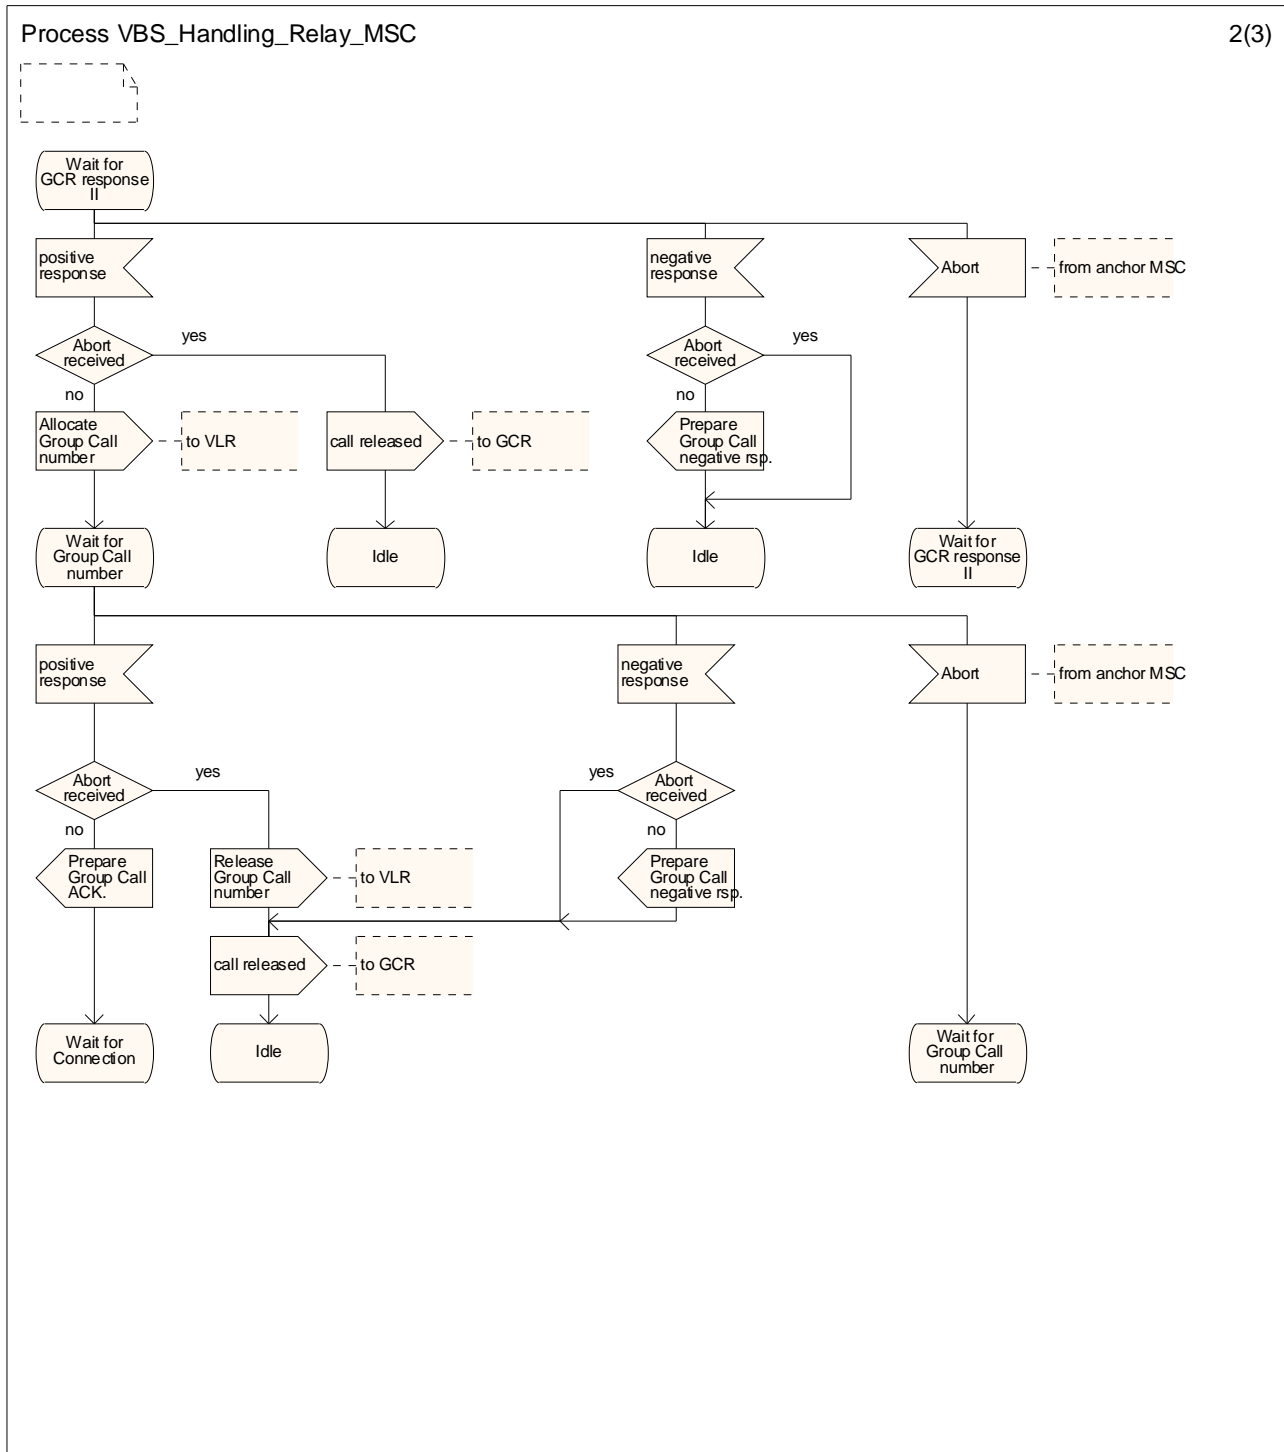 Process VBS_Handling_Relay_MSC
2(3)
Wait for
GCR response
II
positive
response
negative
response
Abort
from anchor MSC
Abort
received
yes
no
Abort
received
yes
no
Allocate
Group Call
number
to VLR
call released
to GCR
Prepare
Group Call
negative rsp.
Wait for
Group Call
number
Idle
Idle
Wait for
GCR response
II
positive
response
negative
response
Abort
from anchor MSC
Abort
received
yes
no
yes
Abort
received
no
Prepare
Group Call
ACK.
Release
Group Call
number
to VLR
Prepare
Group Call
negative rsp.
call released
to GCR
Wait for
Connection
Idle
Wait for
Group Call
number